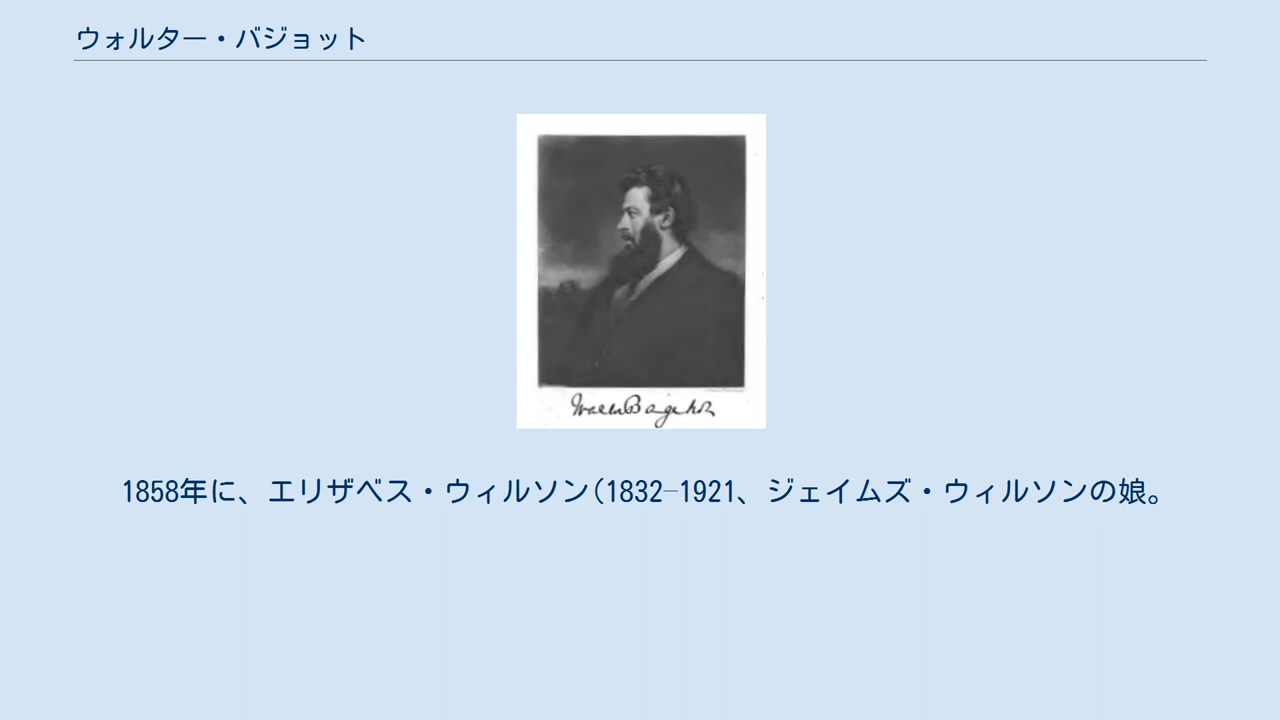 ウォルター・バジョット
Walter Bagehot
1858年に、エリザベス・ウィルソン(1832–1921、ジェイムズ・ウィルソンの娘。